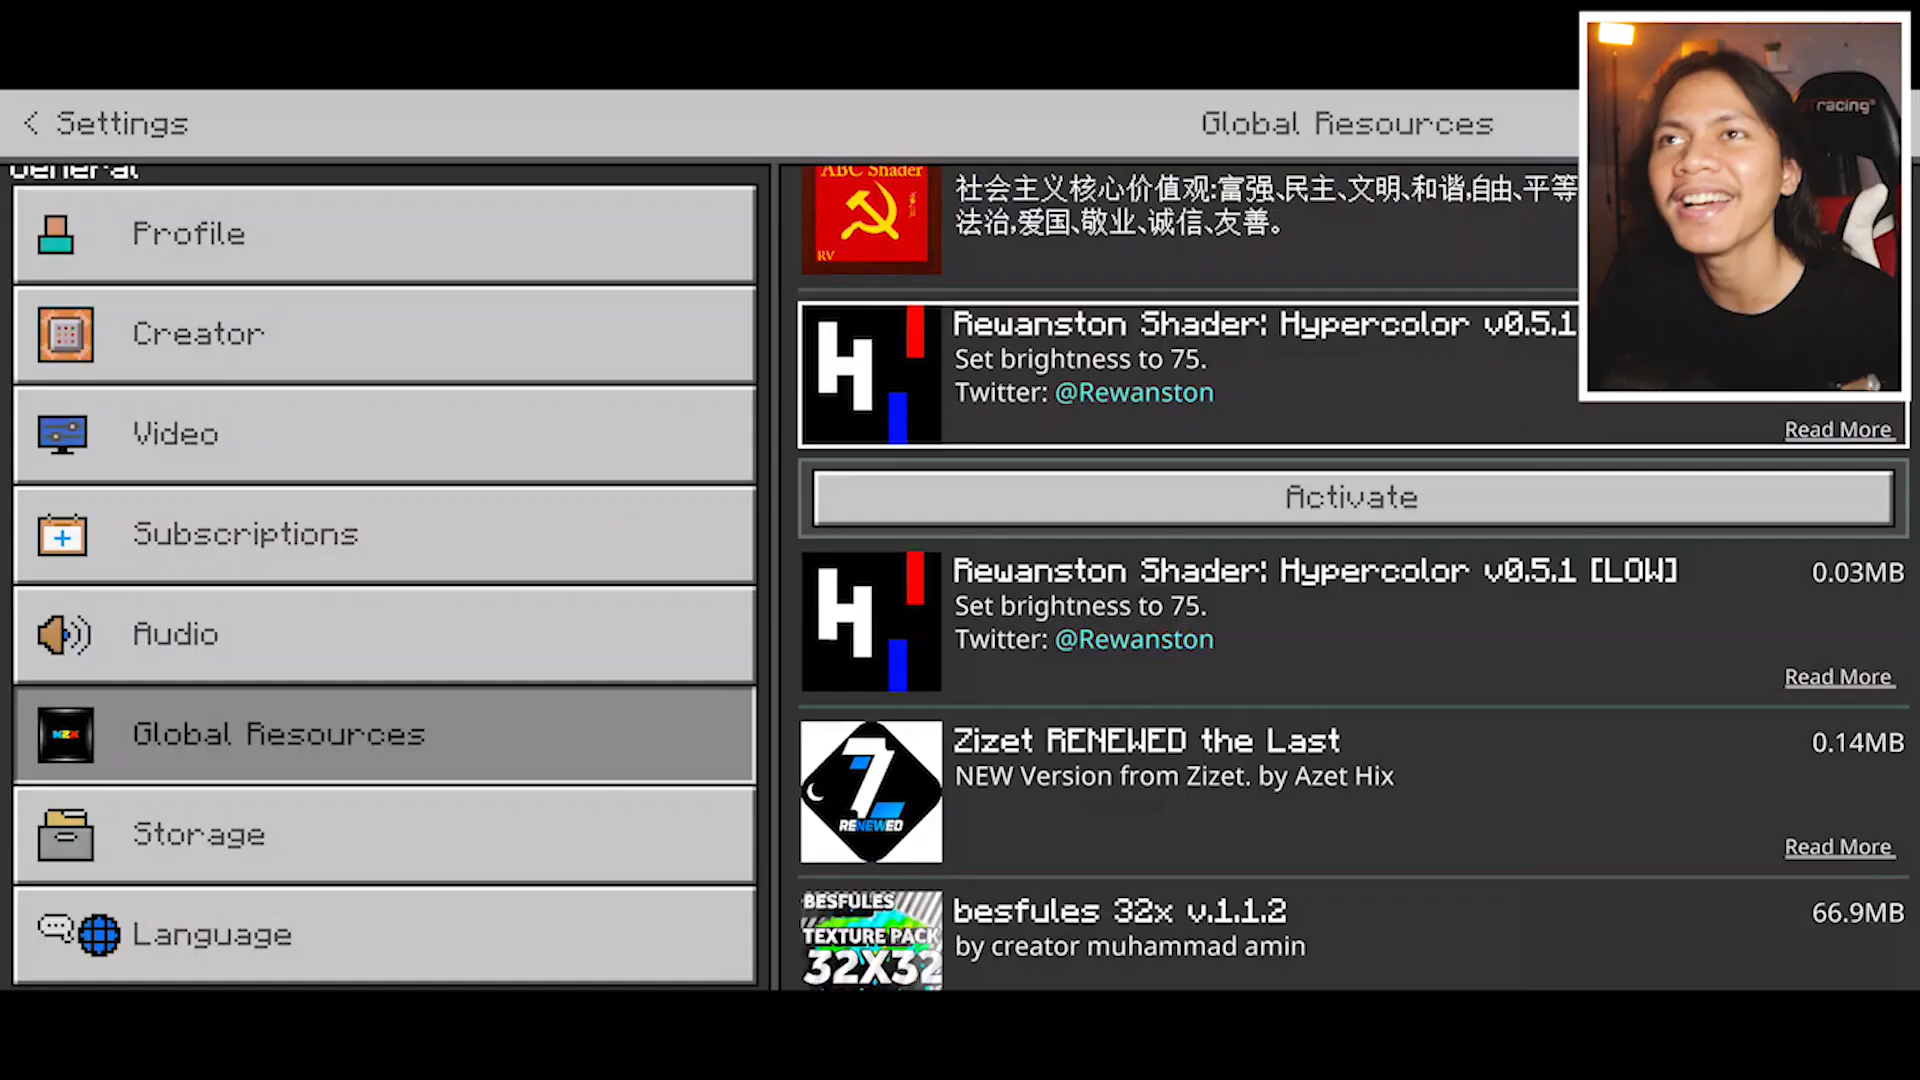 Settings
Global Resources
General
Profile
Creator
Video
Subscriptions
Audio
Global Resources
Storage
Language
ABC Shader
RV
社会主义核心价值观:富强、民主、文明、和谐,自由、平等
法治,爱国、敬业、诚信、友善。
Rewanston Shader: Hypercolor v0.5.1
Set brightness to 75.
Twitter: @Rewanston
Read More
Activate
Rewanston Shader: Hypercolor v0.5.1 [LOW]
0.03MB
Set brightness to 75.
Twitter: @Rewanston
Read More
RENEWED
Zizet RENEWED the Last
0.14MB
NEW Version from Zizet. by Azet Hix
Read More
BESFULES
TEXTURE PACK
32X32
besfules 32x v.1.1.2
66.9MB
by creator muhammad amin
racing